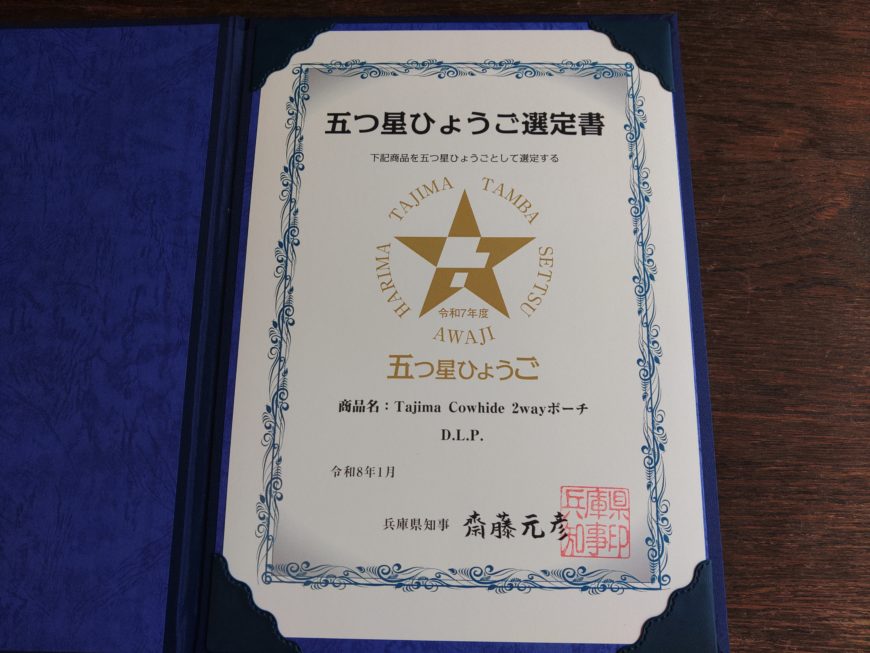 五つ星ひょうご選定書
下記商品を五つ星ひょうごとして選定する
HARIMA TAJIMA TAMBA SETTSU
令和7年度
AWAJI
五つ星ひょうご
商品名：Tajima Cowhide 2wayポーチ
D.L.P.
令和8年1月
兵庫県知事 齋藤元彦
兵庫県
知事印